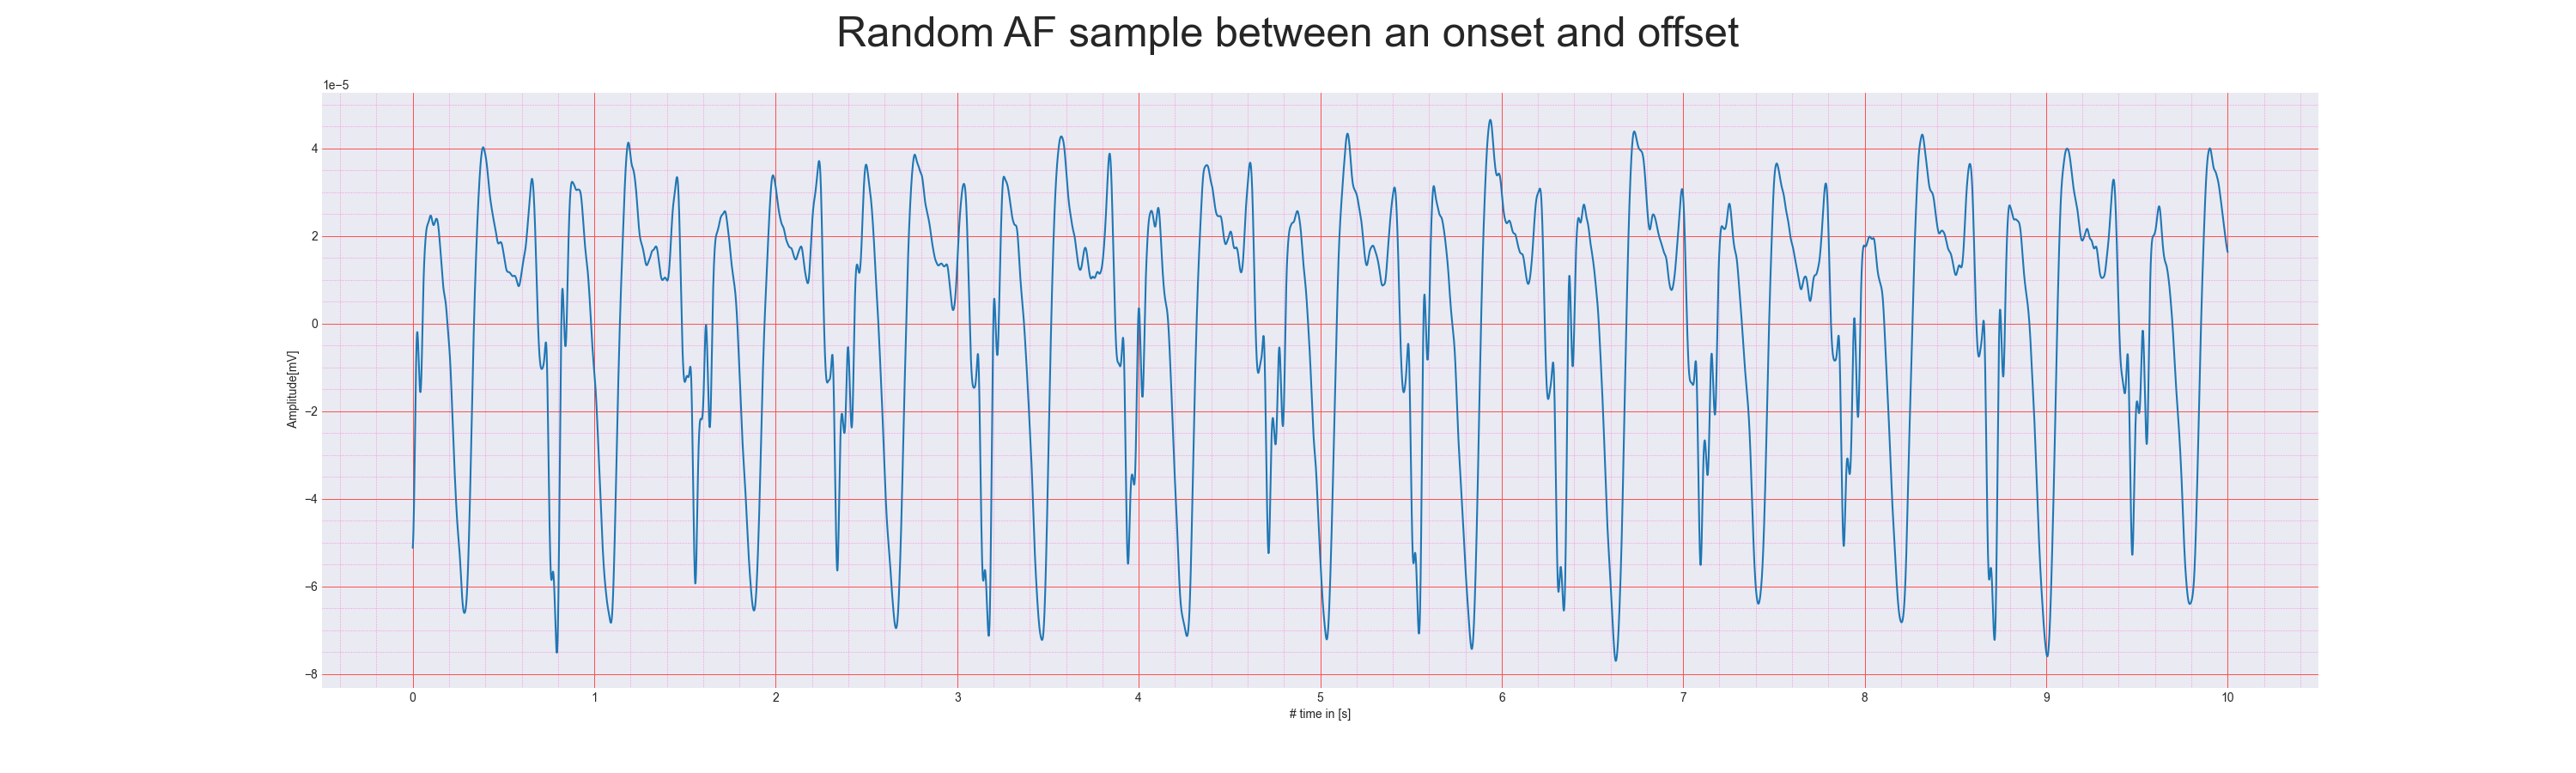 Random AF sample between an onset and offset
1e−5
4
2
0
−2
−4
−6
−8
Amplitude[mV]
0 1 2 3 4 5 6 7 8 9 10
# time in [s]